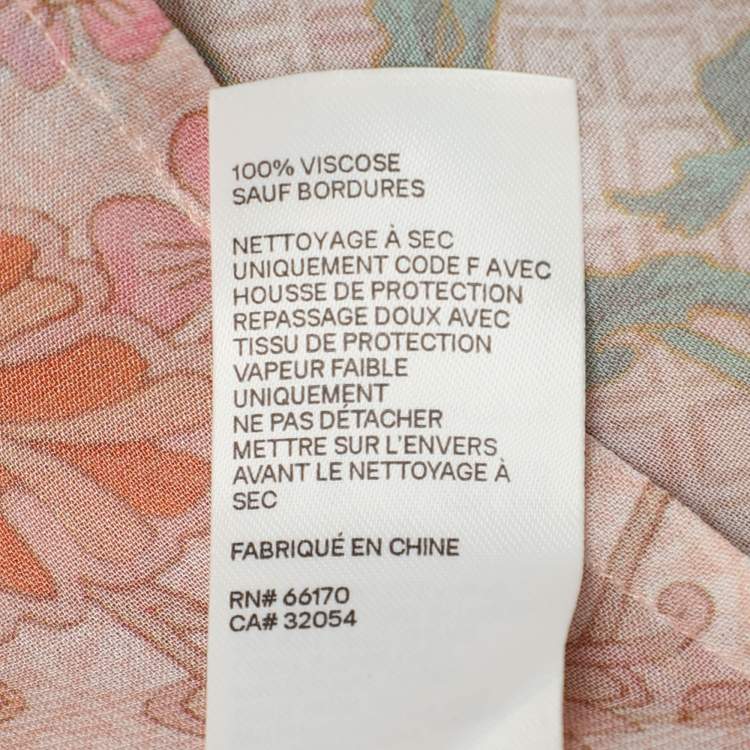 100% VISCOSE
SAUF BORDURES
NETTOYAGE À SEC
UNIQUEMENT CODE F AVEC
HOUSSE DE PROTECTION
REPASSAGE DOUX AVEC
TISSU DE PROTECTION
VAPEUR FAIBLE
UNIQUEMENT
NE PAS DÉTACHER
METTRE SUR L'ENVERS
AVANT LE NETTOYAGE À
SEC
FABRIQUÉ EN CHINE
RN# 66170
CA# 32054